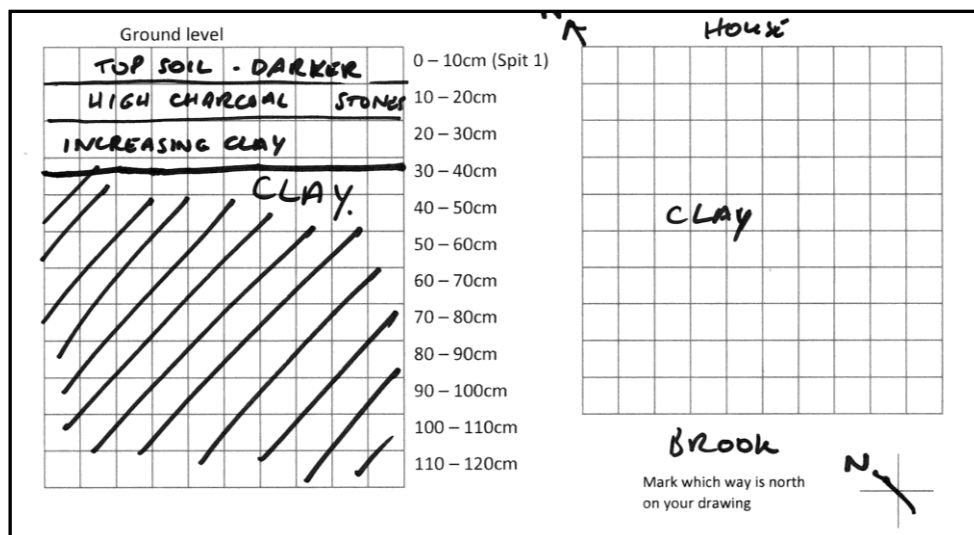 Ground level
TOP SOIL - DARKER
0 – 10cm (Spit 1)
HIGH CHARCOAL STONES
10 – 20cm
INCREASING CLAY
20 – 30cm
30 – 40cm
CLAY.
40 – 50cm
50 – 60cm
60 – 70cm
70 – 80cm
80 – 90cm
90 – 100cm
100 – 110cm
110 – 120cm
HOUSE
CLAY
BROOK
Mark which way is north
on your drawing
N